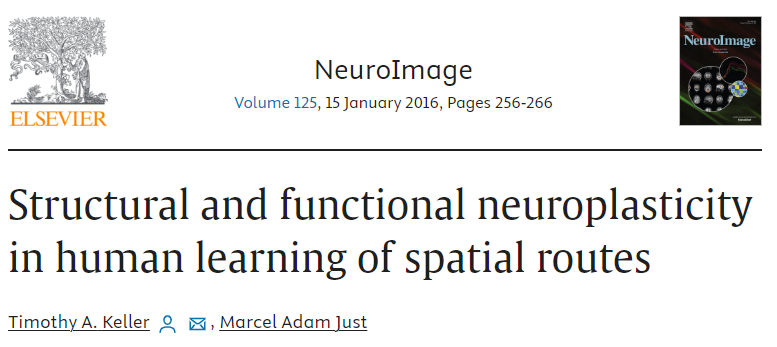 ELSEVIER
NeuroImage
Volume 125, 15 January 2016, Pages 256-266
NeuroImage
Structural and functional neuroplasticity
in human learning of spatial routes
Timothy A. Keller , Marcel Adam Just